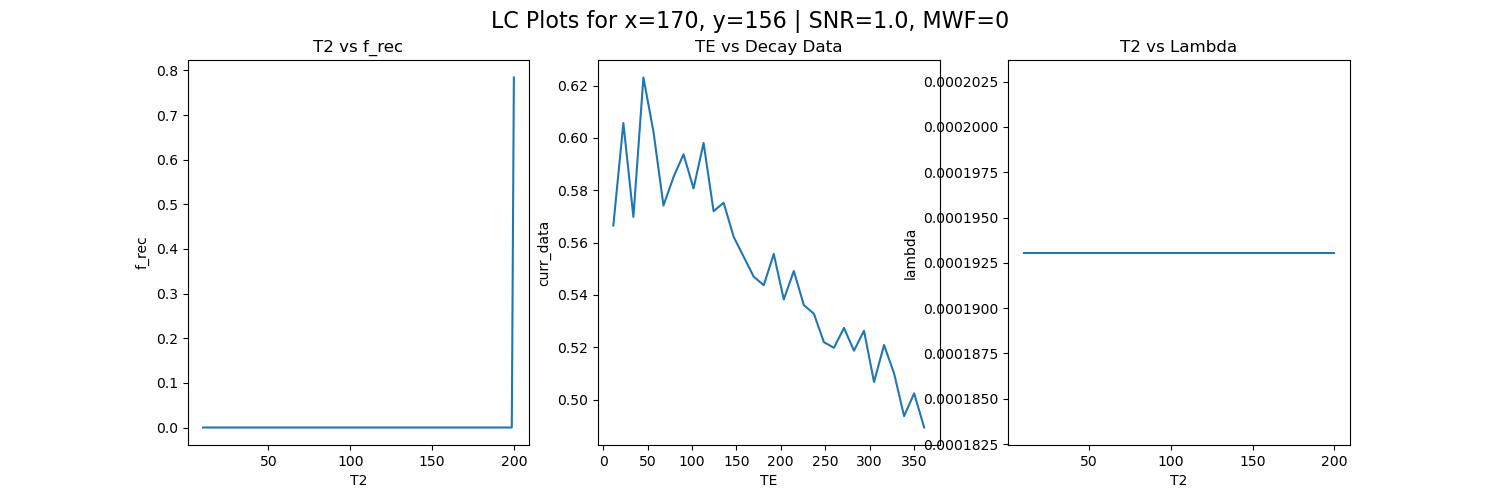 LC Plots for x=170, y=156 | SNR=1.0, MWF=0
T2 vs f_rec
0.8
0.7
0.6
0.5
0.4
0.3
0.2
0.1
0.0
f_rec
50 100 150 200
T2
TE vs Decay Data
0.62
0.60
0.58
0.56
0.54
0.52
0.50
curr_data
0 50 100 150 200 250 300 350
TE
T2 vs Lambda
0.0002025
0.0002000
0.0001975
0.0001950
0.0001925
0.0001900
0.0001875
0.0001850
0.0001825
lambda
50 100 150 200
T2